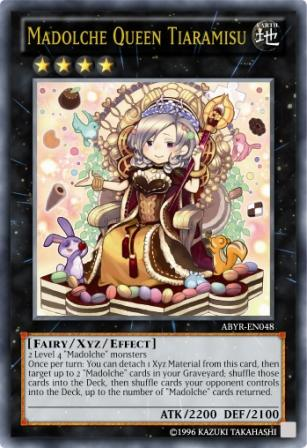 MADOLCHE QUEEN TIARAMISU
EARTH
地
ABYR-EN048
[FAIRY/XYZ/EFFECT]
2 Level 4 "Madolche" monsters
Once per turn: You can detach 1 Xyz Material from this card, then
target up to 2 "Madolche" cards in your Graveyard; shuffle those
cards into the Deck, then shuffle cards your opponent controls
into the Deck, up to the number of "Madolche" cards returned.
ATK/2200 DEF/2100
©1996 KAZUKI TAKAHASHI